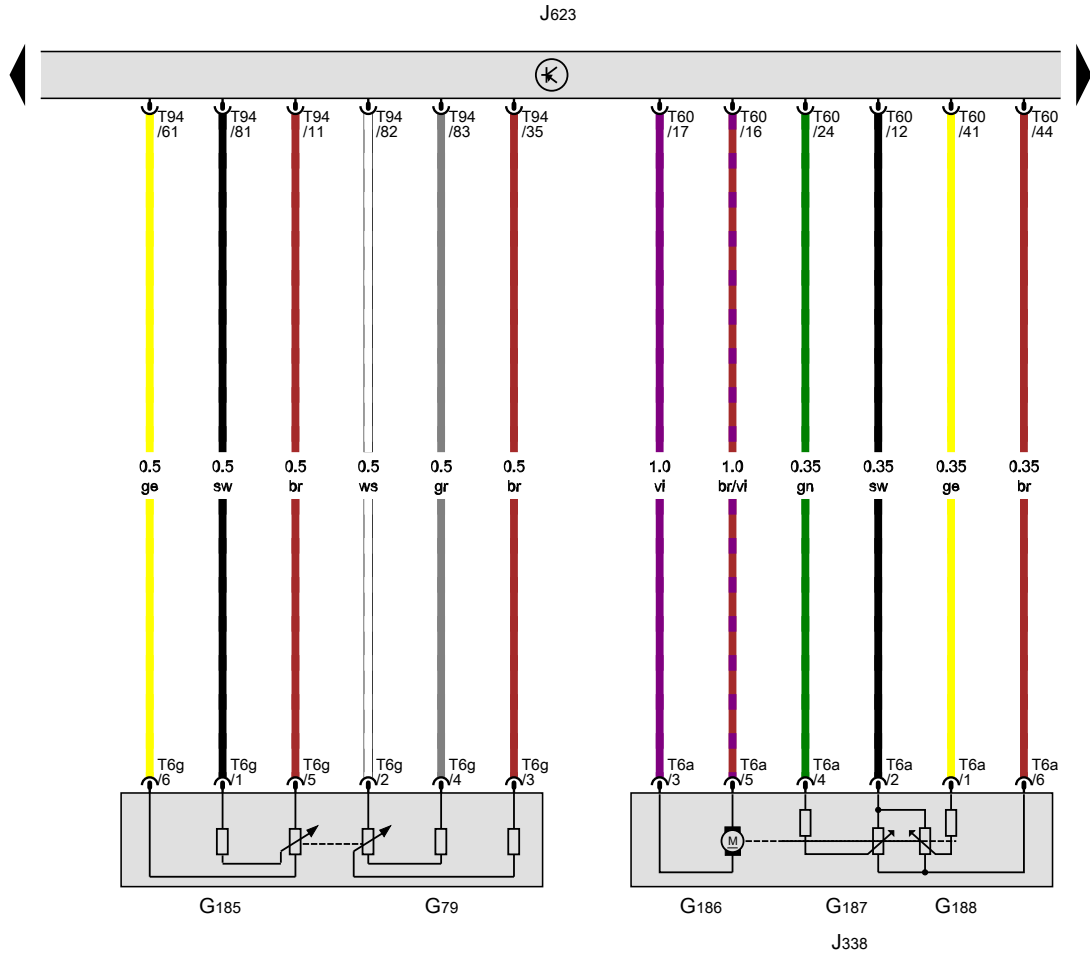 J623
T94 T94 T94 T94 T94 T94 T60 T60 T60 T60 T60 T60
/61 /81 /11 /82 /83 /35 /17 /16 /24 /12 /41 /44
0.5 0.5 0.5 0.5 0.5 0.5 1.0 1.0 0.35 0.35 0.35 0.35
ge sw br ws gr br vi br/vi gn sw ge br
T6g T6g T6g T6g T6g T6g T6a T6a T6a T6a T6a T6a
/6 /1 /5 /2 /4 /3 /3 /5 /4 /2 /1 /6
M
G185 G79 G186 G187 G188
J338